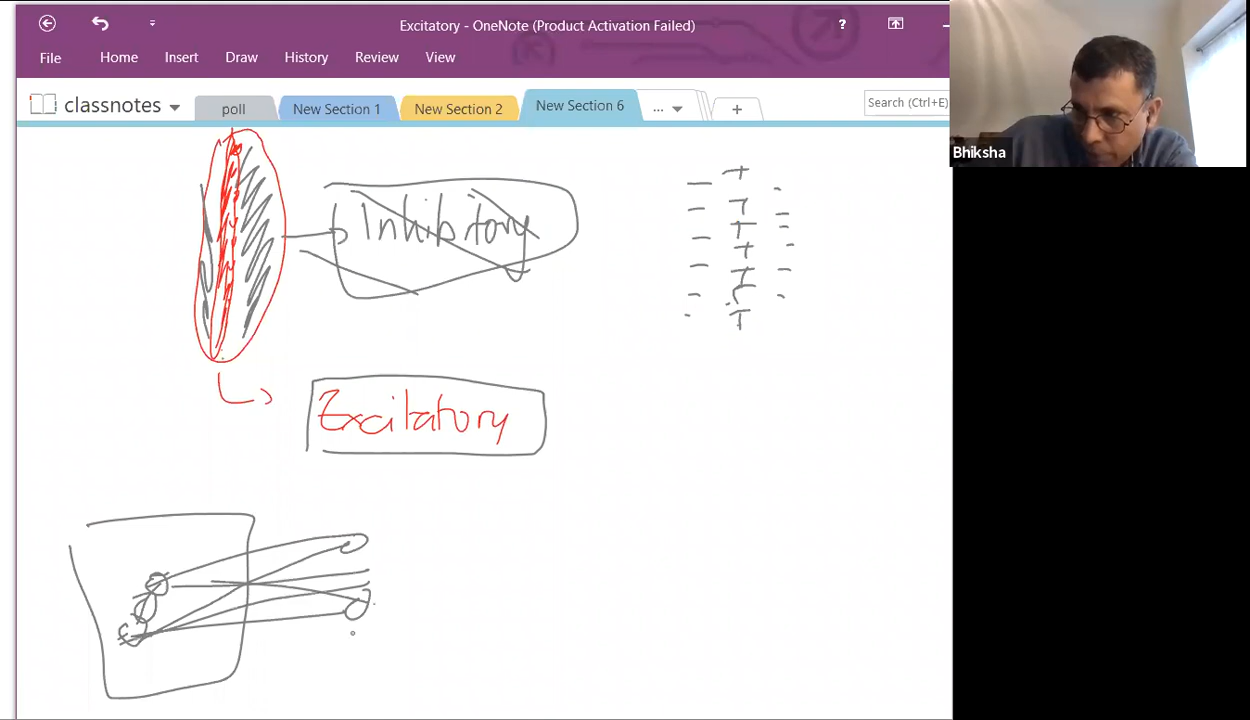 Excitatory - OneNote (Product Activation Failed)
?
File Home Insert Draw History Review View
classnotes poll New Section 1 New Section 2 New Section 6 ... + Search (Ctrl+E)
Bhiksha
Inhibitory
− +
− +
− + −
− + −
− + −
− −
+
Excitatory